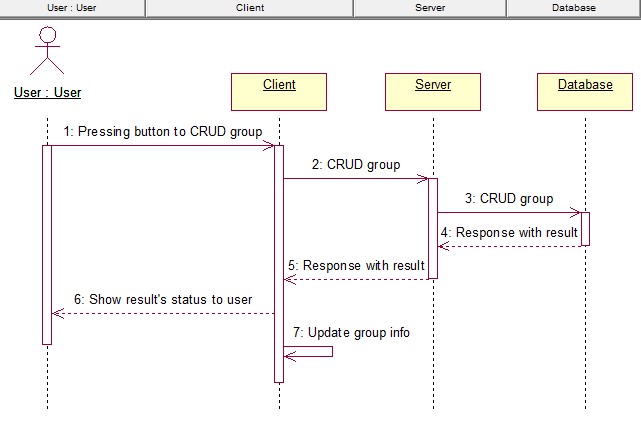 User : User
Client
Server
Database
User : User
Client
Server
Database
1: Pressing button to CRUD group
2: CRUD group
3: CRUD group
4: Response with result
5: Response with result
6: Show result's status to user
7: Update group info